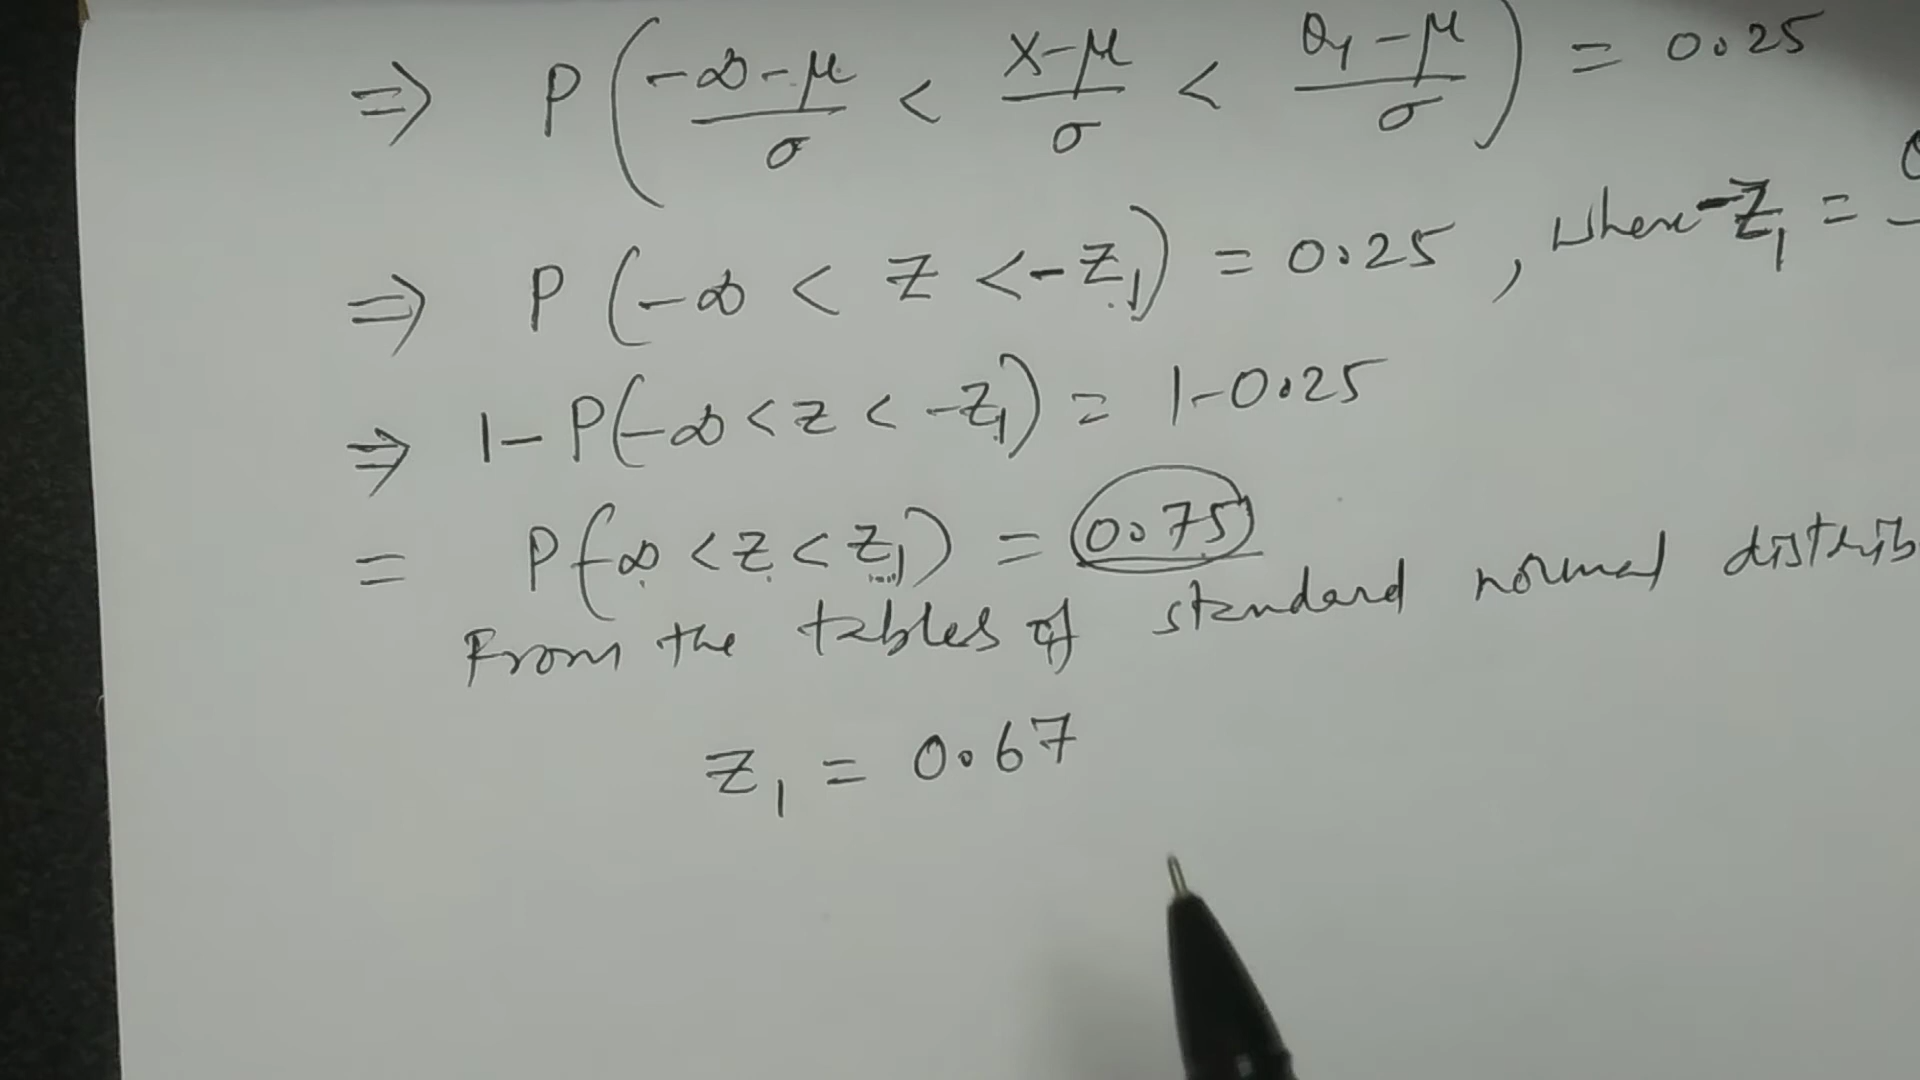 ⇒ P(-∞-μ/σ < X-μ/σ < Q1-μ/σ) = 0.25
⇒ P(-∞ < Z < -Z1) = 0.25, where -Z1 =
⇒ 1-P(-∞ < Z < -Z1) = 1-0.25
= P(-∞ < Z < Z1) = 0.75
From the tables of standard normal distrib
Z1 = 0.67